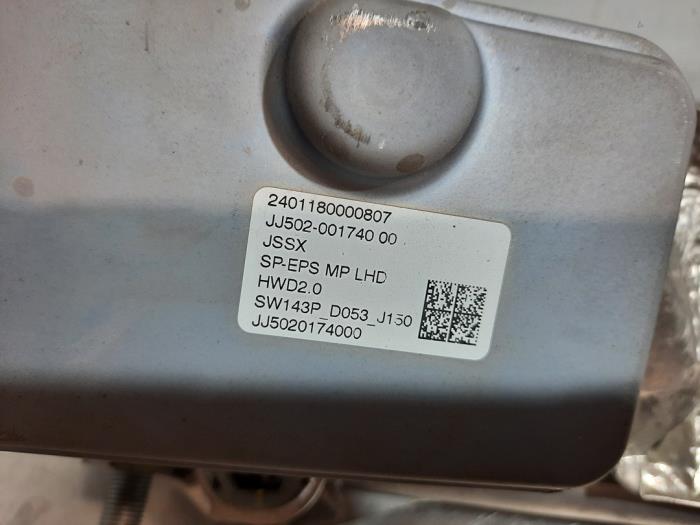 2401180000807
JJ502-001740 00
JSSX
SP-EPS MP LHD
HWD2.0
SW143P_D053_J150
JJ5020174000